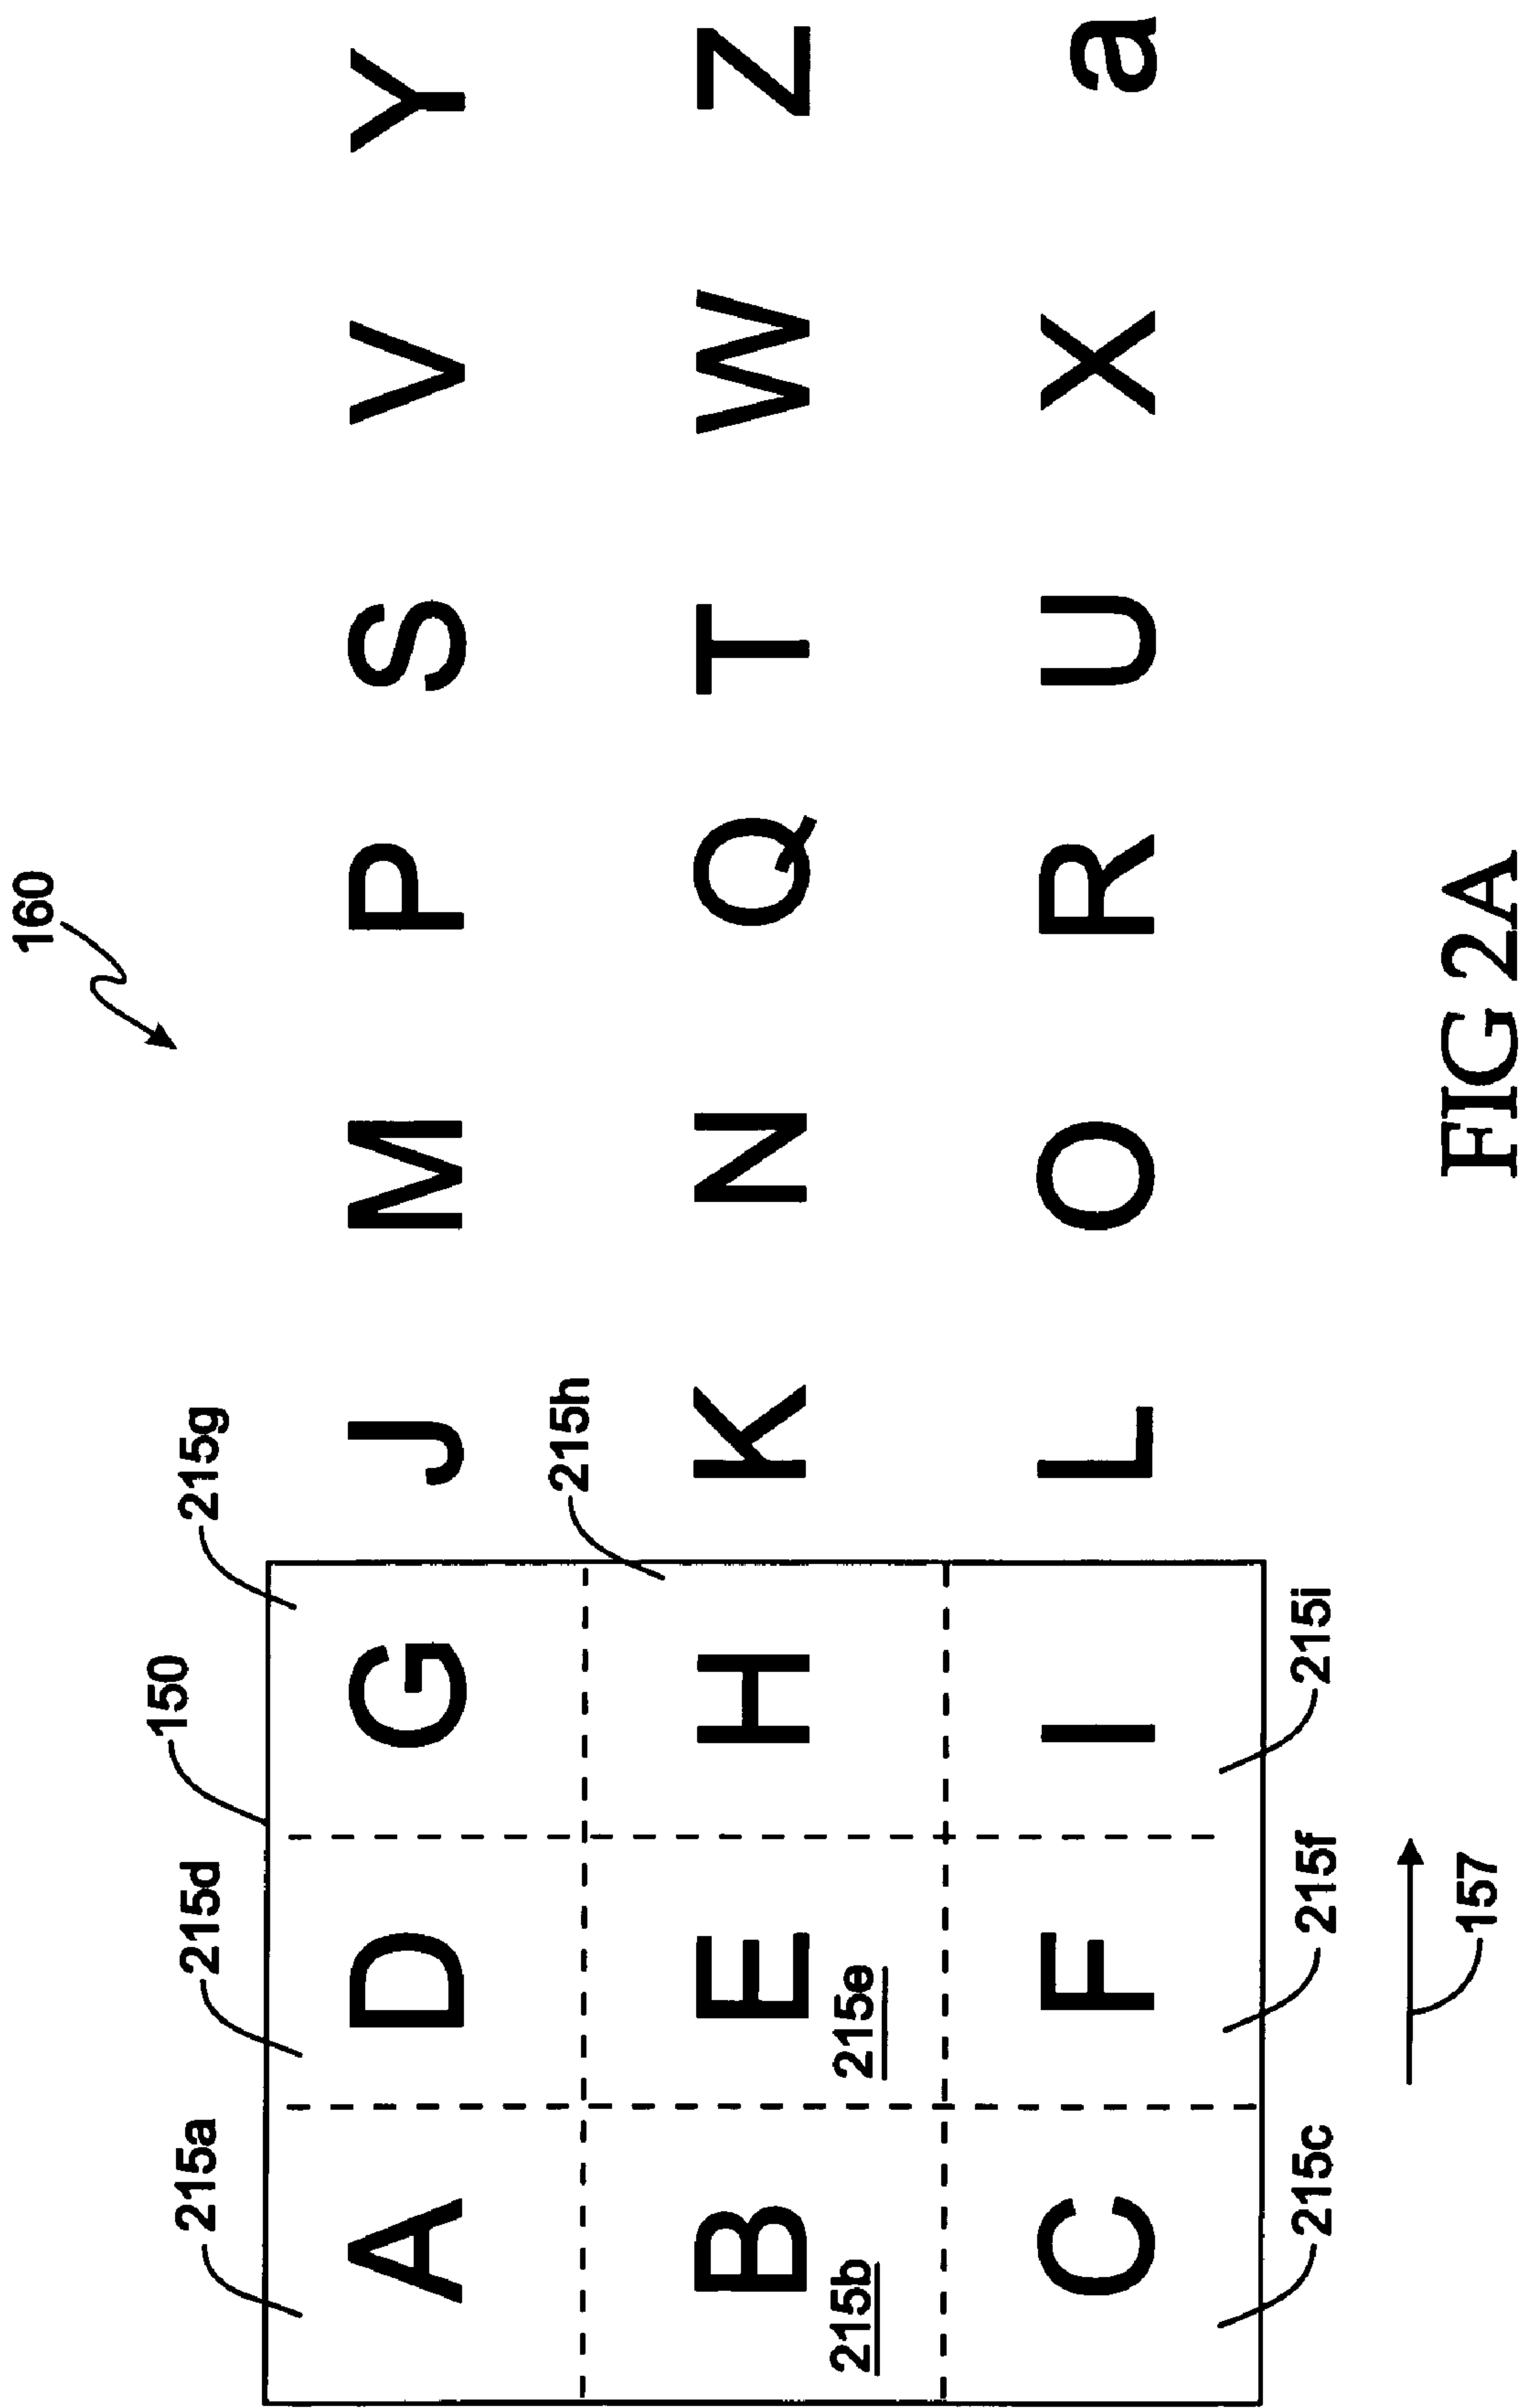 160
215a 215d 150 215g
A D G J M P S V Y
215h
B E H K N Q T W Z
215b 215e
C F I L O R U X a
215c 215f 215i
157
FIG 2A